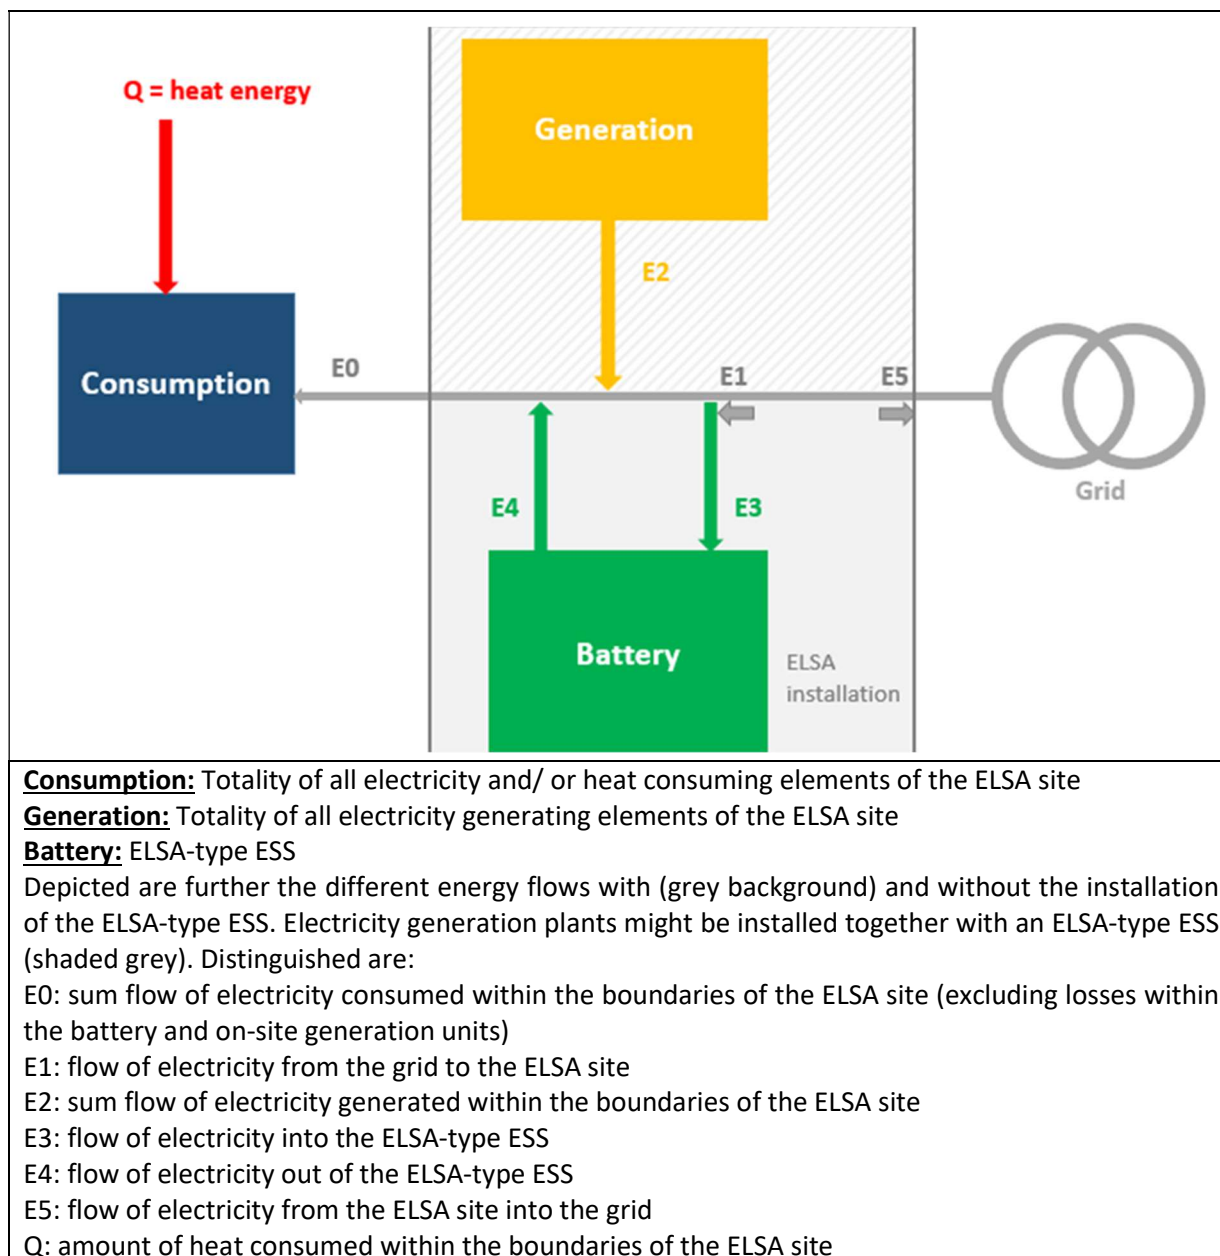 Q = heat energy
Generation
E2
E0
E1
E5
Consumption
Grid
E4
E3
Battery
ELSA
installation
Consumption: Totality of all electricity and/ or heat consuming elements of the ELSA site
Generation: Totality of all electricity generating elements of the ELSA site
Battery: ELSA-type ESS
Depicted are further the different energy flows with (grey background) and without the installation
of the ELSA-type ESS. Electricity generation plants might be installed together with an ELSA-type ESS
(shaded grey). Distinguished are:
E0: sum flow of electricity consumed within the boundaries of the ELSA site (excluding losses within
the battery and on-site generation units)
E1: flow of electricity from the grid to the ELSA site
E2: sum flow of electricity generated within the boundaries of the ELSA site
E3: flow of electricity into the ELSA-type ESS
E4: flow of electricity out of the ELSA-type ESS
E5: flow of electricity from the ELSA site into the grid
Q: amount of heat consumed within the boundaries of the ELSA site